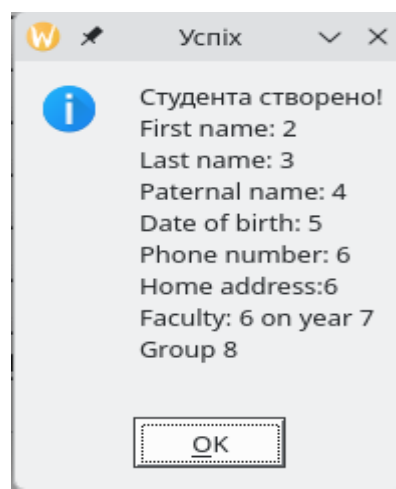 Успіх
Студента створено!
First name: 2
Last name: 3
Paternal name: 4
Date of birth: 5
Phone number: 6
Home address:6
Faculty: 6 on year 7
Group 8
OK